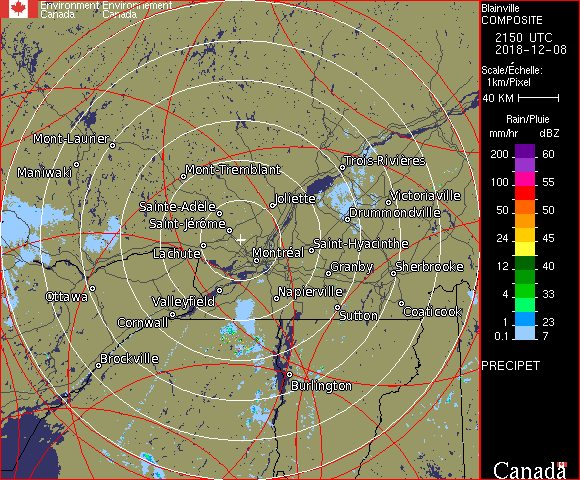 Environment Environnement
Canada Canada
Blainville
COMPOSITE
2150 UTC
2018-12-08
Scale/Échelle:
1km/Pixel
40 KM
Rain/Pluie
mm/hr dBZ
200 60
100 55
50 50
24 45
12 40
4 33
1 23
0.1 7
PRECIPET
Canada
Mont-Laurier
Maniwaki
Mont-Tremblant
Trois-Rivières
Sainte-Adèle
Joliette
Victoriaville
Saint-Jérôme
Drummondville
Lachute
Montréal
Saint-Hyacinthe
Granby
Sherbrooke
Ottawa
Valleyfield
Napierville
Cornwall
Sutton
Coaticook
Brockville
Burlington